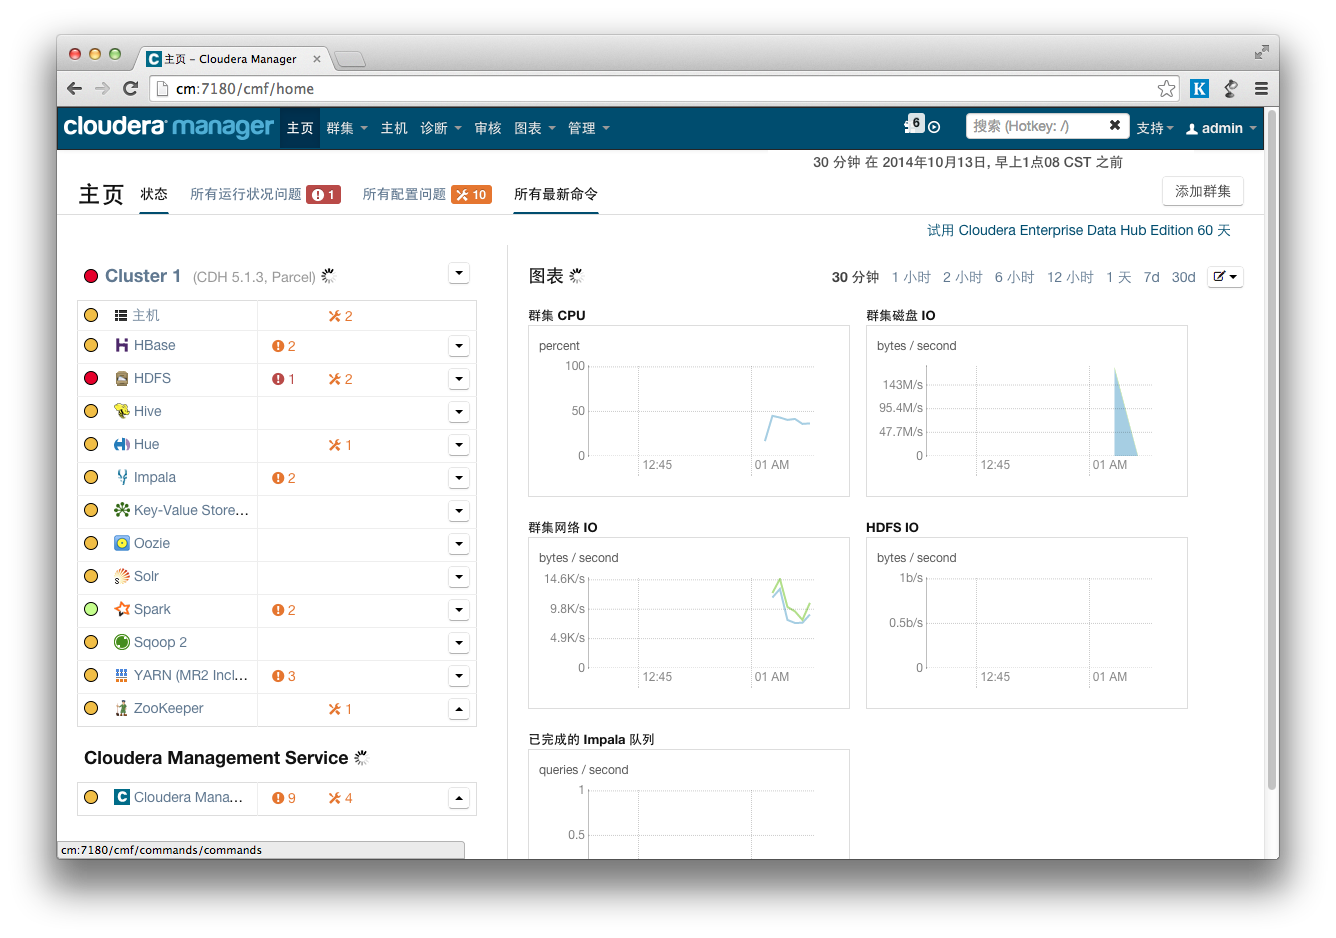 主页 – Cloudera Manager
cm:7180/cmf/home
K
cloudera manager 主页 群集 主机 诊断 审核 图表 管理 6 搜索 (Hotkey: /) 支持 admin
30 分钟 在 2014年10月13日, 早上1点08 CST 之前
主页 状态 所有运行状况问题 1 所有配置问题 10 所有最新命令 添加群集
试用 Cloudera Enterprise Data Hub Edition 60 天
Cluster 1 (CDH 5.1.3, Parcel)
主机 2
HBase 2
HDFS 1 2
Hive
Hue 1
Impala 2
Key-Value Store...
Oozie
Solr
Spark 2
Sqoop 2
YARN (MR2 Incl... 3
ZooKeeper 1
Cloudera Management Service
Cloudera Mana... 9 4
图表 30 分钟 1 小时 2 小时 6 小时 12 小时 1 天 7d 30d
群集 CPU
percent
100
50
0
12:45 01 AM
群集磁盘 IO
bytes / second
143M/s
95.4M/s
47.7M/s
0
12:45 01 AM
群集网络 IO
bytes / second
14.6K/s
9.8K/s
4.9K/s
0
12:45 01 AM
HDFS IO
bytes / second
1b/s
0.5b/s
0
12:45 01 AM
已完成的 Impala 队列
queries / second
1
0.5
cm:7180/cmf/commands/commands